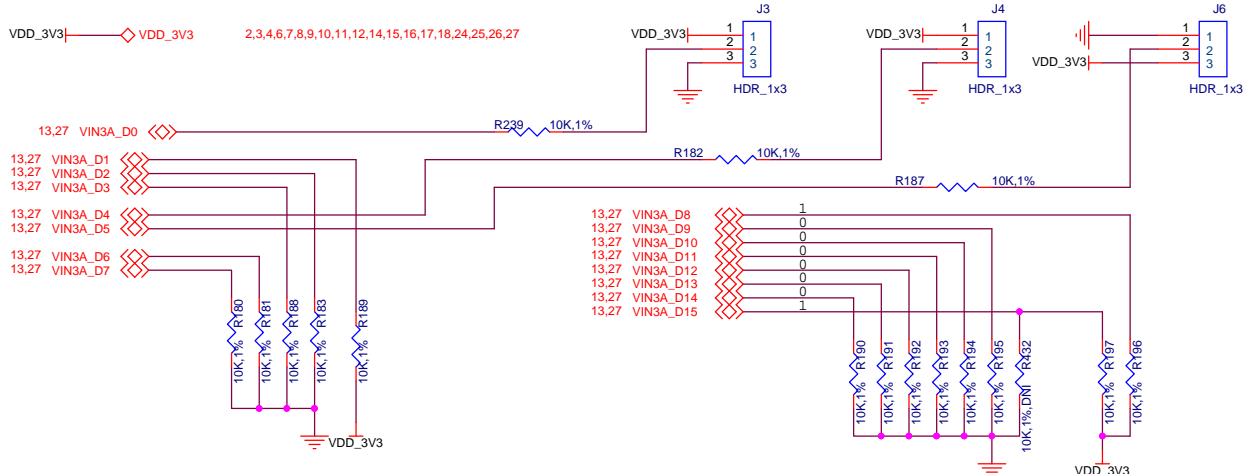 J3
J4
J6
VDD_3V3
VDD_3V3
2,3,4,6,7,8,9,10,11,12,14,15,16,17,18,24,25,26,27
VDD_3V3
1
2
3
1
2
3
VDD_3V3
1
2
3
1
2
3
VDD_3V3
1
2
3
1
2
3
HDR_1x3
HDR_1x3
HDR_1x3
13,27 VIN3A_D0
R239 10K,1%
13,27 VIN3A_D1
R182 10K,1%
13,27 VIN3A_D2
13,27 VIN3A_D3
R187 10K,1%
13,27 VIN3A_D4
13,27 VIN3A_D5
13,27 VIN3A_D6
13,27 VIN3A_D7
13,27 VIN3A_D8 1
13,27 VIN3A_D9 0
13,27 VIN3A_D10 0
13,27 VIN3A_D11 0
13,27 VIN3A_D12 0
13,27 VIN3A_D13 0
13,27 VIN3A_D14 0
13,27 VIN3A_D15 1
10K,1% R180
10K,1% R181
10K,1% R188
10K,1% R183
10K,1% R189
VDD_3V3
10K,1% R190
10K,1% R191
10K,1% R192
10K,1% R193
10K,1% R194
10K,1% R195
10K,1%,DNI R432
10K,1% R197
10K,1% R196
VDD_3V3